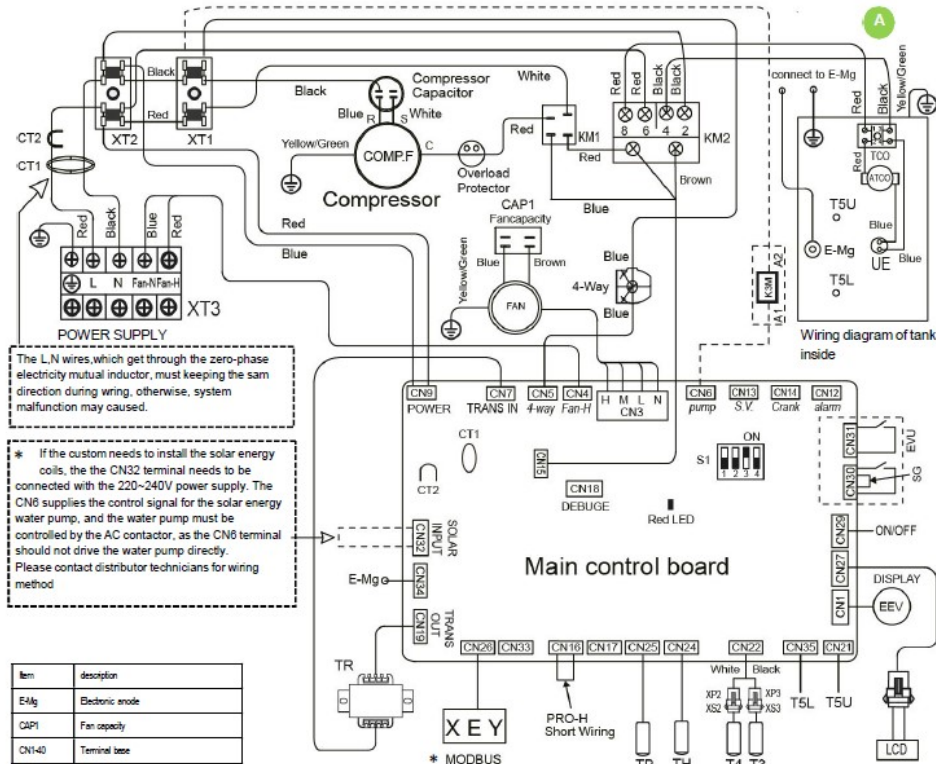 A
Black
Black
White
Compressor
Capacitor
Black
Blue
White
R
S
Red
Red
Black
Black
connect to E-Mg
Red
Black
Yellow/Green
Red
CT2
XT2
XT1
CT1
Yellow/Green
COMP.F
C
Overload
Protector
Compressor
Red
KM1
Red
8
6
4
2
KM2
Brown
Blue
TCO
Red
ATCO
T5U
Blue
E-Mg
UE
Blue
T5L
Wiring diagram of tank
inside
Red
Black
Blue
Red
Red
Blue
CAP1
Fancapacity
Blue
Brown
Yellow/Green
FAN
Blue
4-Way
Blue
A2
K3M
A1
L
N
Fan-N
Fan-H
XT3
POWER SUPPLY
The L,N wires,which get through the zero-phase
electricity mutual inductor, must keeping the sam
direction during wring, otherwise, system
malfunction may caused.
* If the custom needs to install the solar energy
coils, the the CN32 terminal needs to be
connected with the 220~240V power supply. The
CN6 supplies the control signal for the solar energy
water pump, and the water pump must be
controlled by the AC contactor, as the CN6 terminal
should not drive the water pump directly.
Please contact distributor technicians for wiring
method
CN9
POWER
CN7
TRANS IN
CN5
4-way
CN4
Fan-H
H M L N
CN3
CN6
pump
CN13
S.V.
CN14
Crank
CN12
alarm
CT1
CT2
CN15
CN18
DEBUGE
S1
ON
1 2 3 4
Red LED
CN31
EVU
CN30
SG
CN29
ON/OFF
CN27
CN1
DISPLAY
EEV
CN32
SOLAR
INPUT
E-Mg
CN34
CN19
TRANS
OUT
Main control board
CN26
CN33
CN16
CN17
CN25
CN24
CN22
CN35
CN21
White
Black
XP2
XS2
XP3
XS3
T5L
T5U
TR
X E Y
* MODBUS
PRO-H
Short Wiring
TP
TH
T4
T3
LCD
Item description
E-Mg Electronic anode
CAP1 Fan capacity
CN1-40 Terminal base